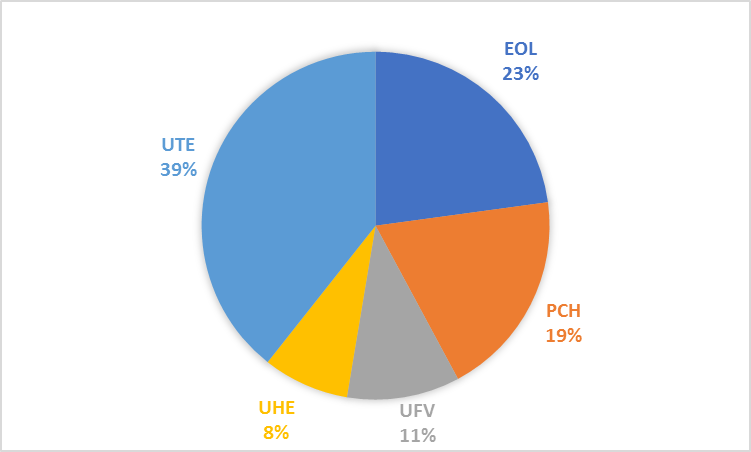 EOL
23%
UTE
39%
PCH
19%
UHE
8%
UFV
11%